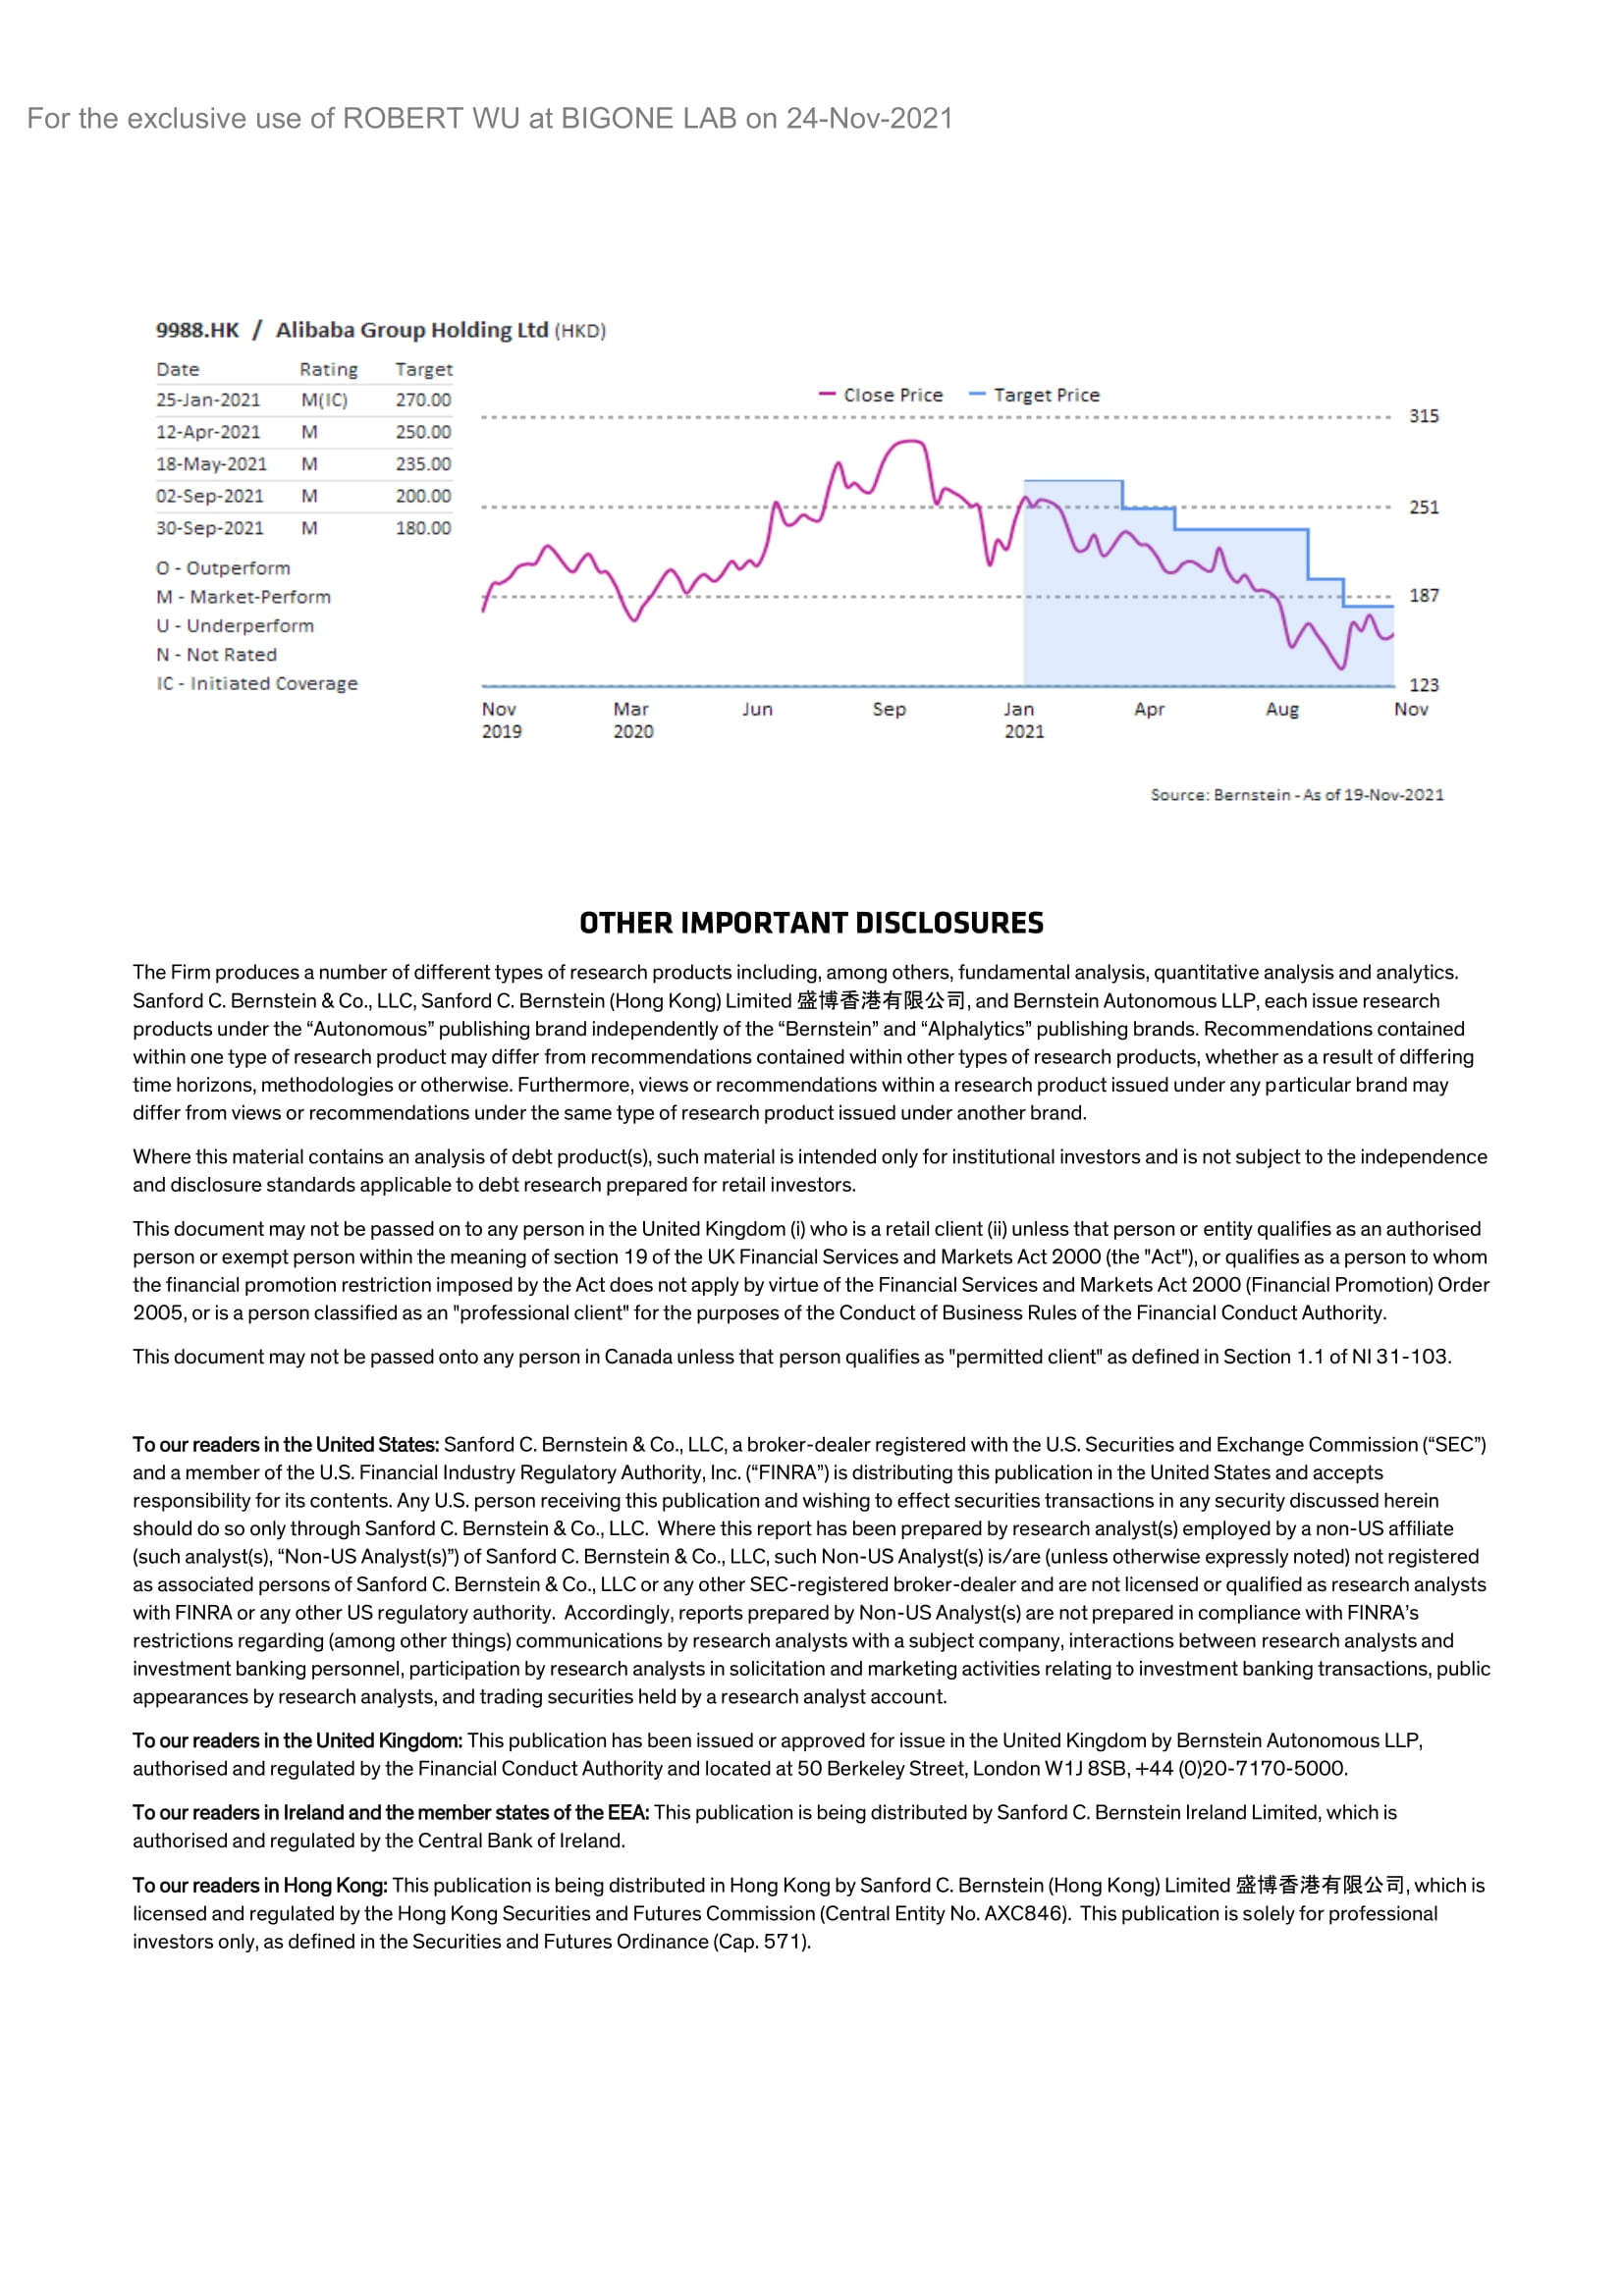 For the exclusive use of ROBERT WU at BIGONE LAB on 24-Nov-2021
9988.HK / Alibaba Group Holding Ltd (HKD)
Date Rating Target
25-Jan-2021 M(IC) 270.00
12-Apr-2021 M 250.00
18-May-2021 M 235.00
02-Sep-2021 M 200.00
30-Sep-2021 M 180.00
O - Outperform
M - Market-Perform
U - Underperform
N - Not Rated
IC - Initiated Coverage
Close Price Target Price
315
251
187
123
Nov Mar Jun Sep Jan Apr Aug Nov
2019 2020 2021
Source: Bernstein - As of 19-Nov-2021
OTHER IMPORTANT DISCLOSURES
The Firm produces a number of different types of research products including, among others, fundamental analysis, quantitative analysis and analytics.
Sanford C. Bernstein & Co., LLC, Sanford C. Bernstein (Hong Kong) Limited 盛博香港有限公司, and Bernstein Autonomous LLP, each issue research
products under the “Autonomous” publishing brand independently of the “Bernstein” and “Alphalytics” publishing brands. Recommendations contained
within one type of research product may differ from recommendations contained within other types of research products, whether as a result of differing
time horizons, methodologies or otherwise. Furthermore, views or recommendations within a research product issued under any particular brand may
differ from views or recommendations under the same type of research product issued under another brand.
Where this material contains an analysis of debt product(s), such material is intended only for institutional investors and is not subject to the independence
and disclosure standards applicable to debt research prepared for retail investors.
This document may not be passed on to any person in the United Kingdom (i) who is a retail client (ii) unless that person or entity qualifies as an authorised
person or exempt person within the meaning of section 19 of the UK Financial Services and Markets Act 2000 (the "Act"), or qualifies as a person to whom
the financial promotion restriction imposed by the Act does not apply by virtue of the Financial Services and Markets Act 2000 (Financial Promotion) Order
2005, or is a person classified as an "professional client" for the purposes of the Conduct of Business Rules of the Financial Conduct Authority.
This document may not be passed onto any person in Canada unless that person qualifies as "permitted client" as defined in Section 1.1 of NI 31-103.
To our readers in the United States: Sanford C. Bernstein & Co., LLC, a broker-dealer registered with the U.S. Securities and Exchange Commission (“SEC”)
and a member of the U.S. Financial Industry Regulatory Authority, Inc. (“FINRA”) is distributing this publication in the United States and accepts
responsibility for its contents. Any U.S. person receiving this publication and wishing to effect securities transactions in any security discussed herein
should do so only through Sanford C. Bernstein & Co., LLC. Where this report has been prepared by research analyst(s) employed by a non-US affiliate
(such analyst(s), “Non-US Analyst(s)”) of Sanford C. Bernstein & Co., LLC, such Non-US Analyst(s) is/are (unless otherwise expressly noted) not registered
as associated persons of Sanford C. Bernstein & Co., LLC or any other SEC-registered broker-dealer and are not licensed or qualified as research analysts
with FINRA or any other US regulatory authority. Accordingly, reports prepared by Non-US Analyst(s) are not prepared in compliance with FINRA’s
restrictions regarding (among other things) communications by research analysts with a subject company, interactions between research analysts and
investment banking personnel, participation by research analysts in solicitation and marketing activities relating to investment banking transactions, public
appearances by research analysts, and trading securities held by a research analyst account.
To our readers in the United Kingdom: This publication has been issued or approved for issue in the United Kingdom by Bernstein Autonomous LLP,
authorised and regulated by the Financial Conduct Authority and located at 50 Berkeley Street, London W1J 8SB, +44 (0)20-7170-5000.
To our readers in Ireland and the member states of the EEA: This publication is being distributed by Sanford C. Bernstein Ireland Limited, which is
authorised and regulated by the Central Bank of Ireland.
To our readers in Hong Kong: This publication is being distributed in Hong Kong by Sanford C. Bernstein (Hong Kong) Limited 盛博香港有限公司, which is
licensed and regulated by the Hong Kong Securities and Futures Commission (Central Entity No. AXC846). This publication is solely for professional
investors only, as defined in the Securities and Futures Ordinance (Cap. 571).